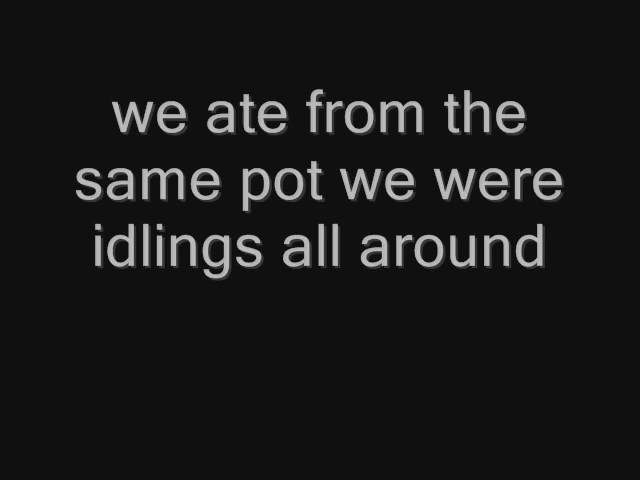 we ate from the
same pot we were
idlings all around